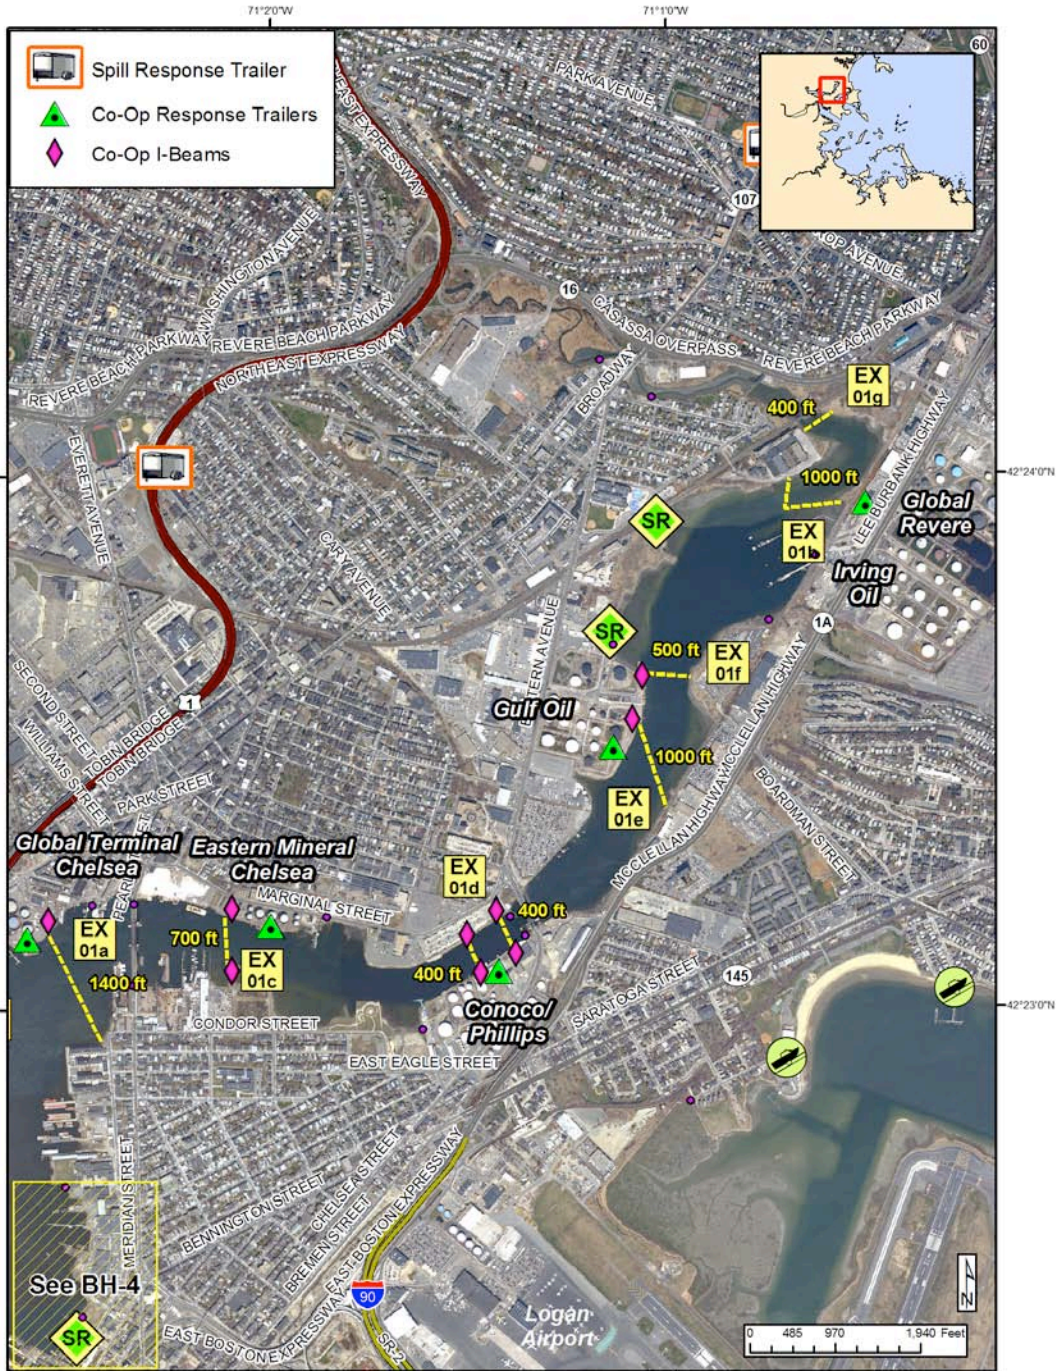 71°2'0"W
71°1'0"W
Spill Response Trailer
Co-Op Response Trailers
Co-Op I-Beams
60
PARK AVENUE
107
16
CASASSA OVERPASS
REVERE BEACH PARKWAY
WASHINGTON AVENUE
REVERE BEACH PARKWAY
REVERE BEACH PARKWAY
NORTHEAST EXPRESSWAY
BROADWAY
EX
01g
400 ft
LEE BURBANK HIGHWAY
42°24'0"N
1000 ft
Global
Revere
EVERETT AVENUE
SR
CARY AVENUE
Irving
Oil
1A
SR
500 ft
EX
01f
Gulf Oil
1000 ft
EX
01e
MCCLELLAN HIGHWAY
MCCLELLAN HIGHWAY
BOARDMAN STREET
SECOND STREET
WILLIAMS STREET
1
TOBIN BRIDGE
TOBIN BRIDGE
PARK STREET
Global Terminal
Chelsea
Eastern Mineral
Chelsea
MARGINAL STREET
EX
01d
400 ft
EX
01a
700 ft
EX
01c
1400 ft
400 ft
145
SARATOGA STREET
Conoco/
Phillips
42°23'0"N
CONDOR STREET
EAST EAGLE STREET
MERIDIAN STREET
BENNINGTON STREET
CHELSEA STREET
BREMEN STREET
EAST BOSTON EXPRESSWAY
See BH-4
SR
90
EAST BOSTON EXPRESSWAY
SR-2
Logan
Airport
N
0 485 970 1,940 Feet